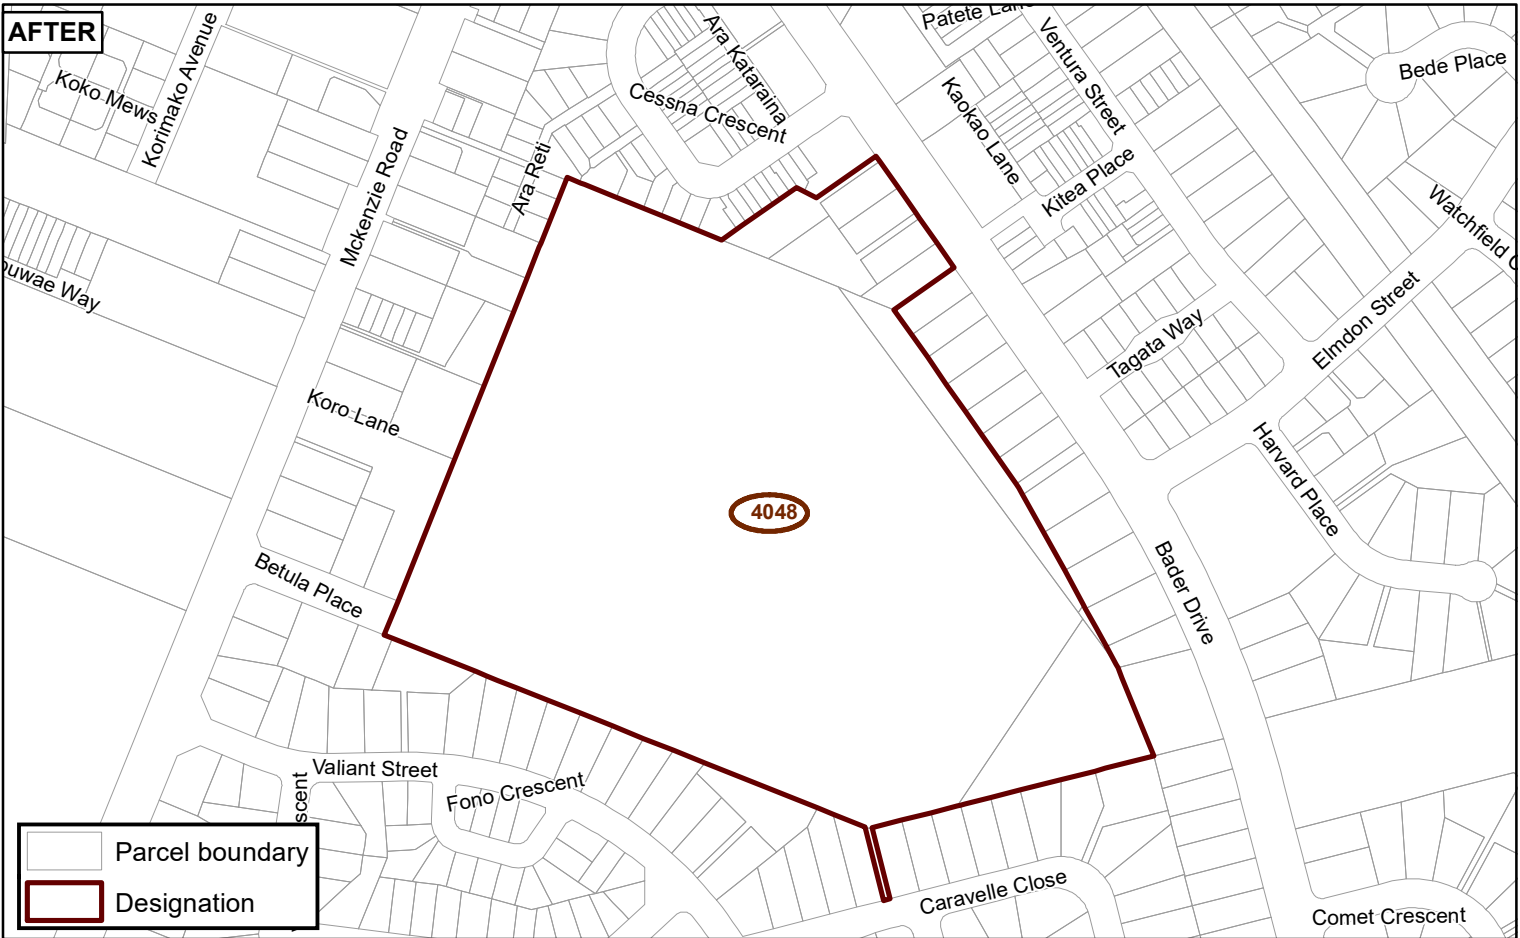 AFTER
Koko Mews
Korimako Avenue
Mckenzie Road
Ara Reti
Cessna Crescent
Ara Kataraina
Patete Lane
Ventura Street
Kaokao Lane
Kitea Place
Bede Place
Watchfield
Elmdon Street
Tagata Way
Harvard Place
Way
Koro Lane
4048
Betula Place
Bader Drive
Valiant Street
Fono Crescent
Caravelle Close
Comet Crescent
Parcel boundary
Designation